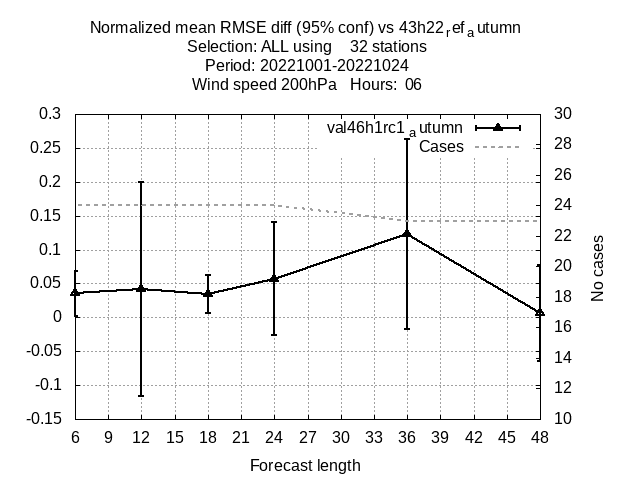 Normalized mean RMSE diff (95% conf) vs 43h22refautumn
Selection: ALL using    32 stations
Period: 20221001-20221024
Wind speed 200hPa   Hours:  06
val46h1rc1autumn
Cases
0.3
0.25
0.2
0.15
0.1
0.05
0
-0.05
-0.1
-0.15
30
28
26
24
22
20
18
16
14
12
10
No cases
6 9 12 15 18 21 24 27 30 33 36 39 42 45 48
Forecast length